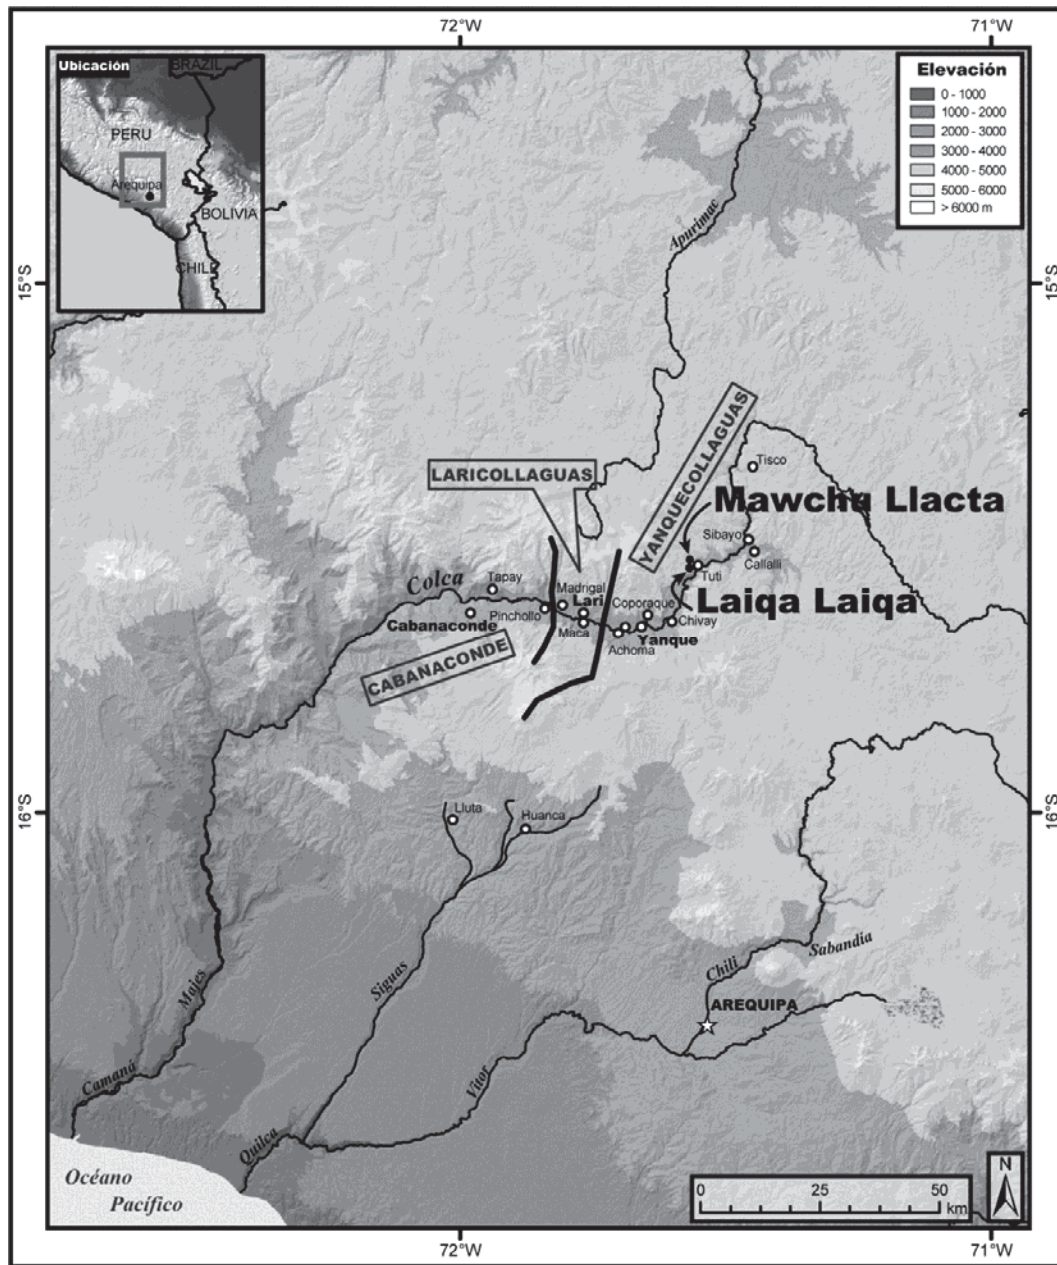 72°W
71°W
Ubicación
BRAZIL
PERU
Arequipa
BOLIVIA
CHILE
Elevación
0 - 1000
1000 - 2000
2000 - 3000
3000 - 4000
4000 - 5000
5000 - 6000
> 6000 m
Apurimac
15°S
15°S
YANQUECOLLAGUAS
LARICOLLAGUAS
Tisco
Mawchu Llacta
Sibayo
Callalli
Tuti
Colca
Tapay
Madrigal
Lari
Coporaque
Laiqa Laiqa
Pinchollo
Cabanaconde
Maca
Chivay
Yanque
Achoma
CABANACONDE
16°S
16°S
Lluta
Huanca
Sabandia
Chili
Majes
Siguas
AREQUIPA
Camaná
Vitor
Quilca
Océano
Pacífico
N
0
25
50
km
72°W
71°W